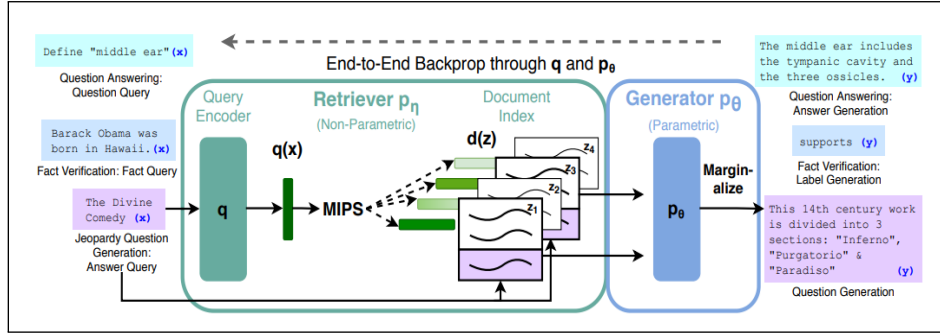 Define "middle ear" (x)
Question Answering:
Question Query
Barack Obama was
born in Hawaii.(x)
Fact Verification: Fact Query
The Divine
Comedy (x)
Jeopardy Question
Generation:
Answer Query
End-to-End Backprop through q and pθ
Query
Encoder
q
q(x)
Retriever pη
(Non-Parametric)
MIPS
Document
Index
d(z)
z4
z3
z2
z1
Generator pθ
(Parametric)
pθ
Margin-
alize
The middle ear includes
the tympanic cavity and
the three ossicles. (y)
Question Answering:
Answer Generation
supports (y)
Fact Verification:
Label Generation
This 14th century work
is divided into 3
sections: "Inferno",
"Purgatorio" &
"Paradiso" (y)
Question Generation